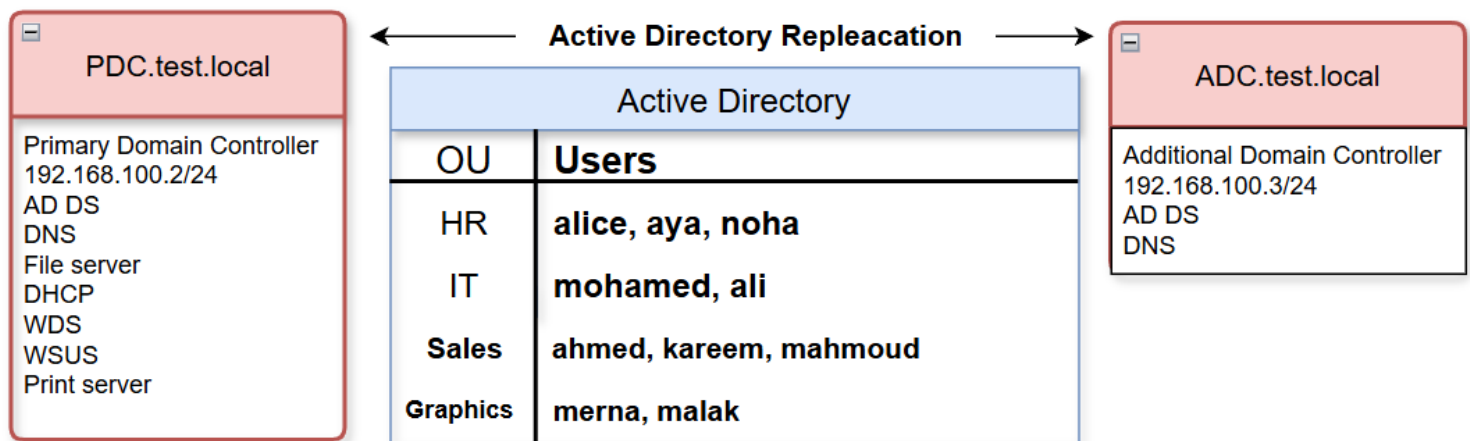 PDC.test.local
Primary Domain Controller
192.168.100.2/24
AD DS
DNS
File server
DHCP
WDS
WSUS
Print server
Active Directory Repleacation
Active Directory
OU Users
HR alice, aya, noha
IT mohamed, ali
Sales ahmed, kareem, mahmoud
Graphics merna, malak
ADC.test.local
Additional Domain Controller
192.168.100.3/24
AD DS
DNS